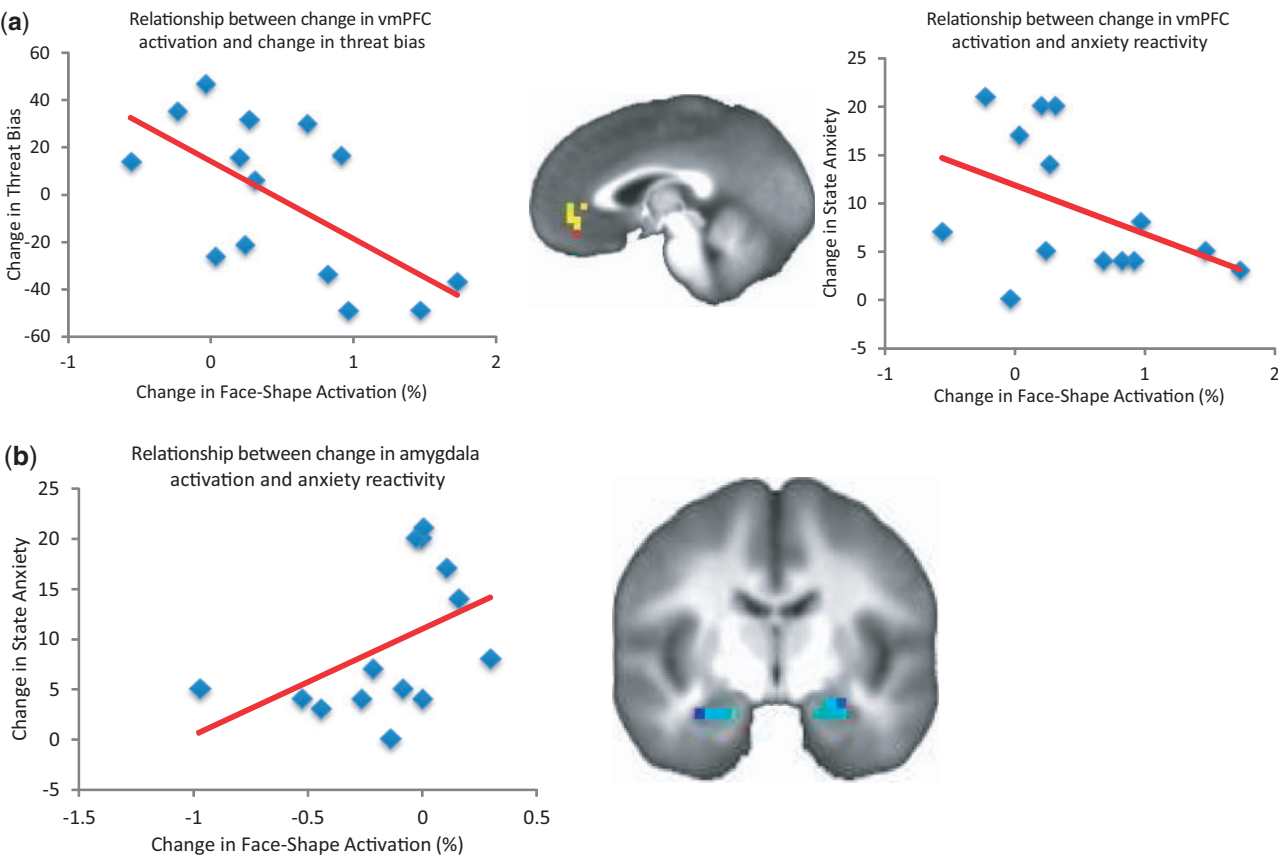 (a)
Relationship between change in vmPFC
activation and change in threat bias
60
40
20
0
-20
-40
-60
Change in Threat Bias
-1
0
1
2
Change in Face-Shape Activation (%)
Relationship between change in vmPFC
activation and anxiety reactivity
25
20
15
10
5
0
-5
Change in State Anxiety
-1
0
1
2
Change in Face-Shape Activation (%)
(b)
Relationship between change in amygdala
activation and anxiety reactivity
25
20
15
10
5
0
-5
Change in State Anxiety
-1.5
-1
-0.5
0
0.5
Change in Face-Shape Activation (%)